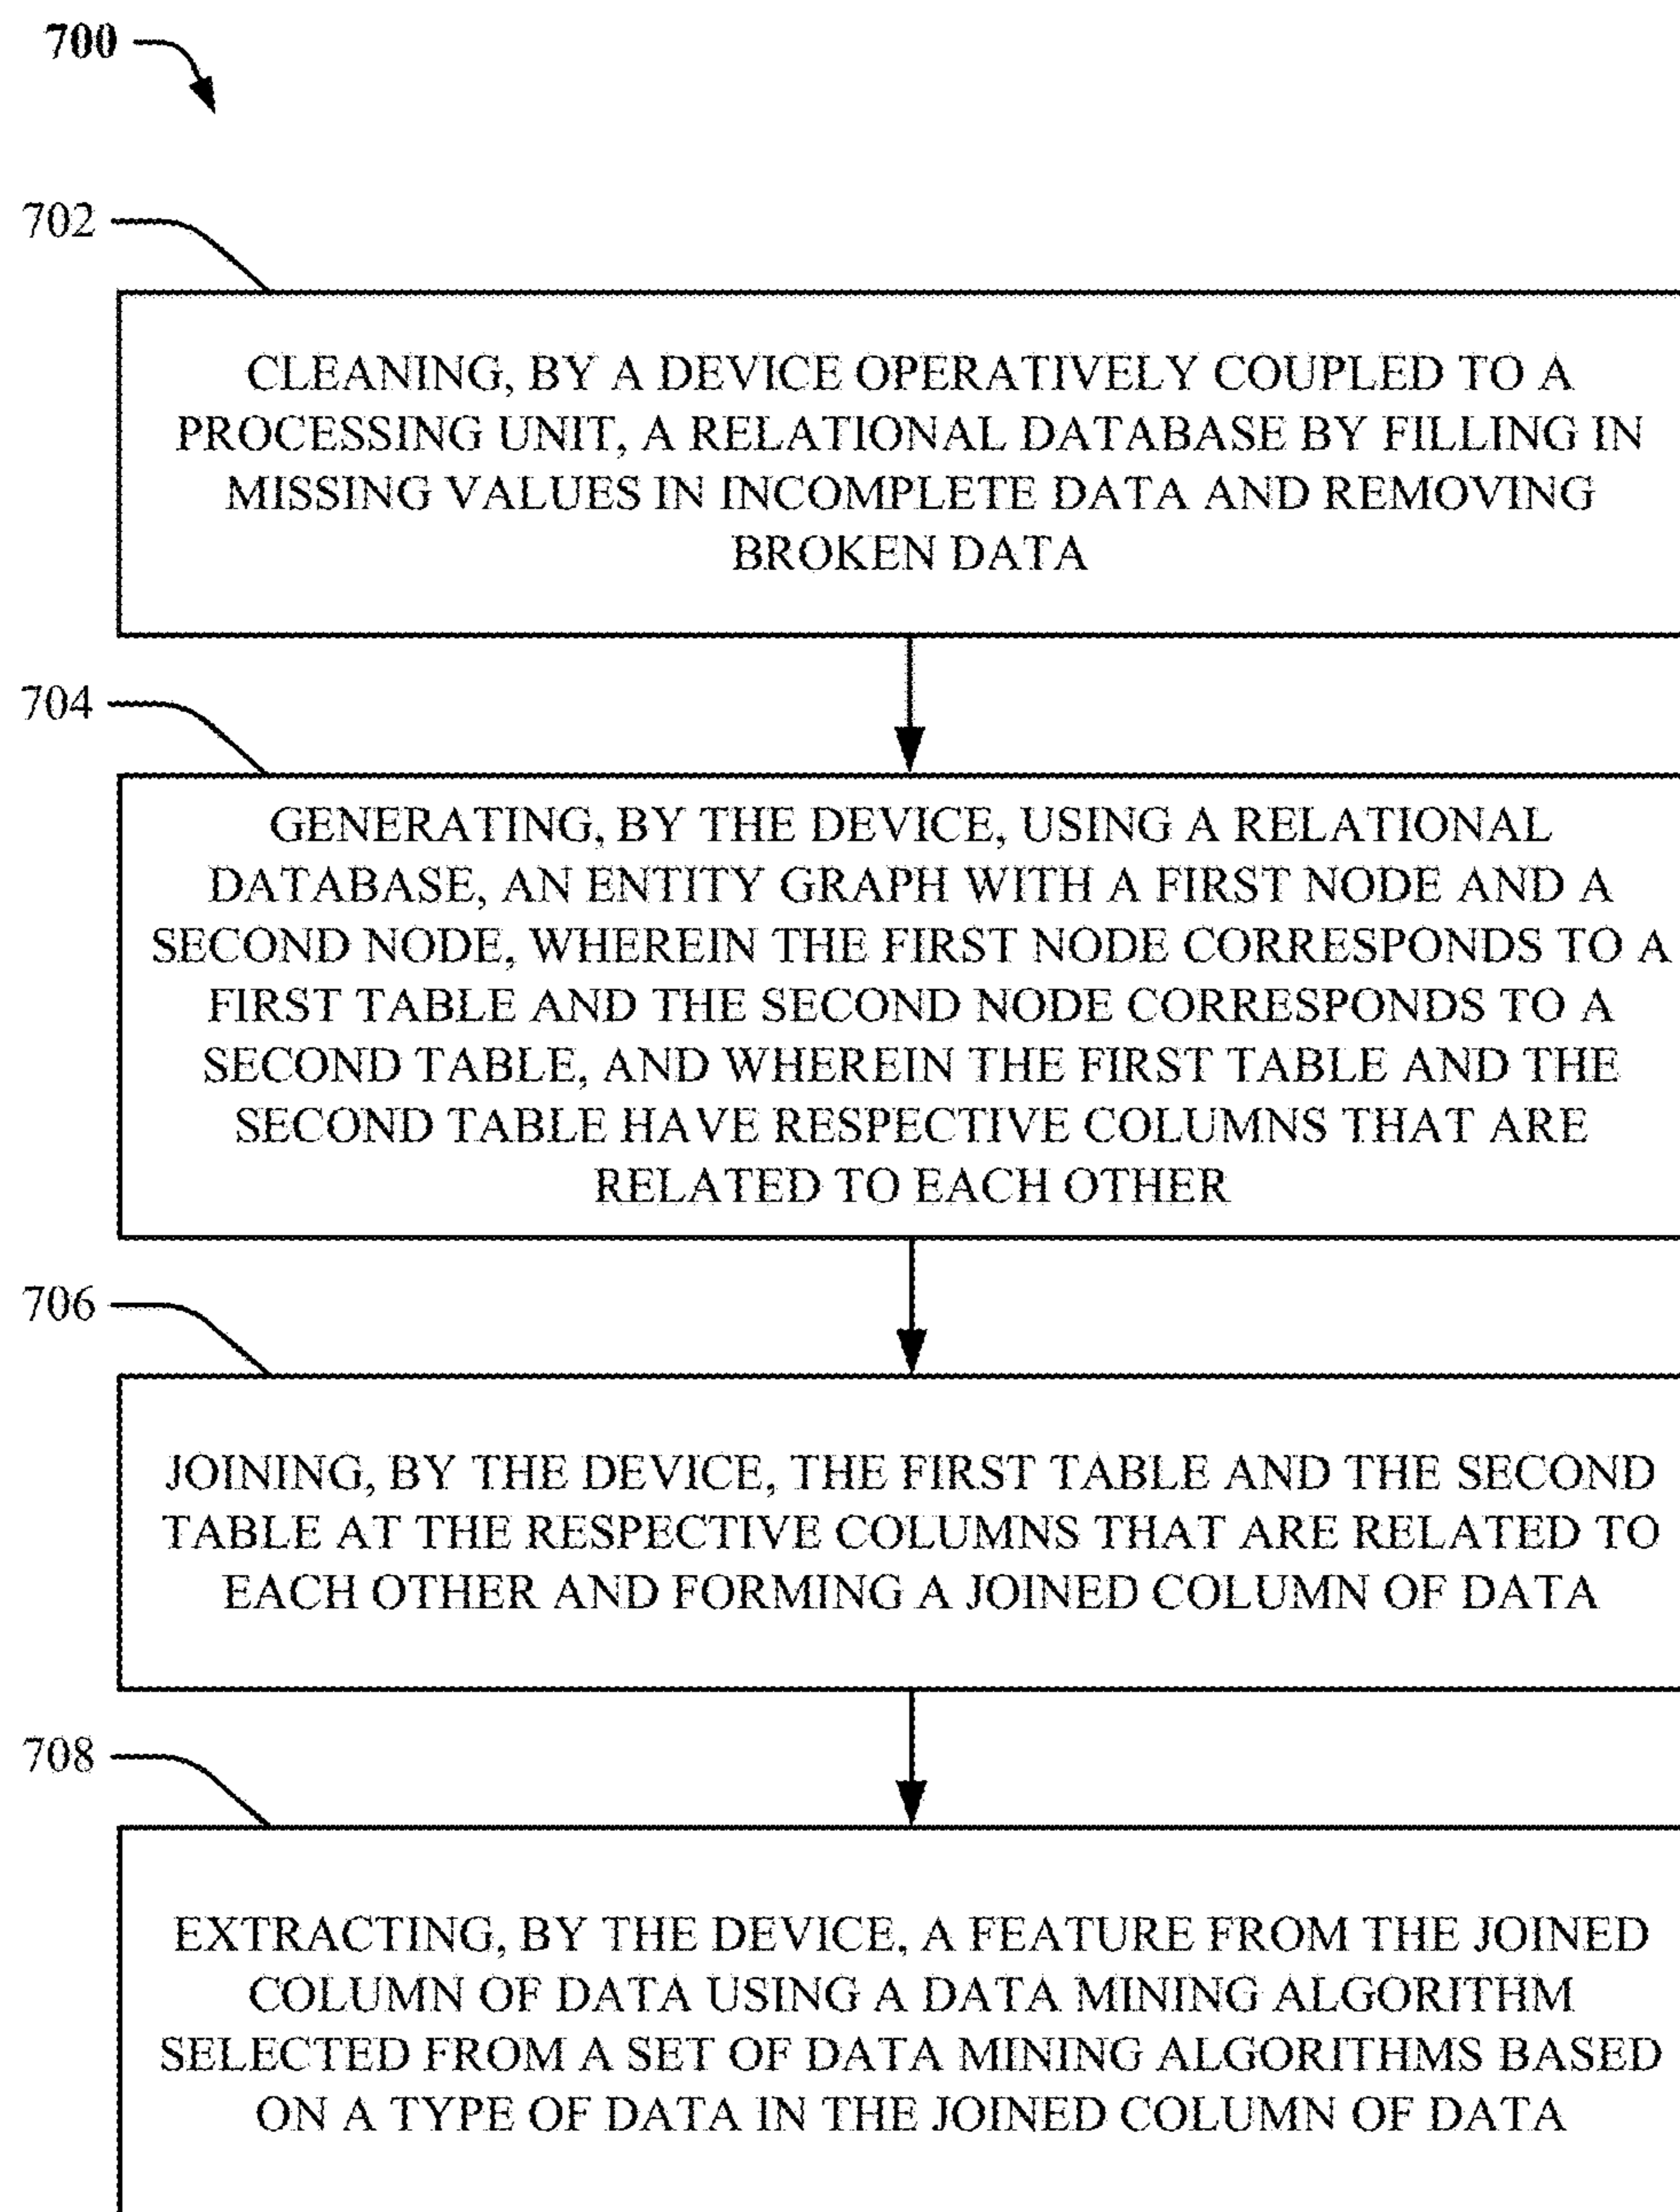 700
702
CLEANING, BY A DEVICE OPERATIVELY COUPLED TO A
PROCESSING UNIT, A RELATIONAL DATABASE BY FILLING IN
MISSING VALUES IN INCOMPLETE DATA AND REMOVING
BROKEN DATA
704
GENERATING, BY THE DEVICE, USING A RELATIONAL
DATABASE, AN ENTITY GRAPH WITH A FIRST NODE AND A
SECOND NODE, WHEREIN THE FIRST NODE CORRESPONDS TO A
FIRST TABLE AND THE SECOND NODE CORRESPONDS TO A
SECOND TABLE, AND WHEREIN THE FIRST TABLE AND THE
SECOND TABLE HAVE RESPECTIVE COLUMNS THAT ARE
RELATED TO EACH OTHER
706
JOINING, BY THE DEVICE, THE FIRST TABLE AND THE SECOND
TABLE AT THE RESPECTIVE COLUMNS THAT ARE RELATED TO
EACH OTHER AND FORMING A JOINED COLUMN OF DATA
708
EXTRACTING, BY THE DEVICE, A FEATURE FROM THE JOINED
COLUMN OF DATA USING A DATA MINING ALGORITHM
SELECTED FROM A SET OF DATA MINING ALGORITHMS BASED
ON A TYPE OF DATA IN THE JOINED COLUMN OF DATA